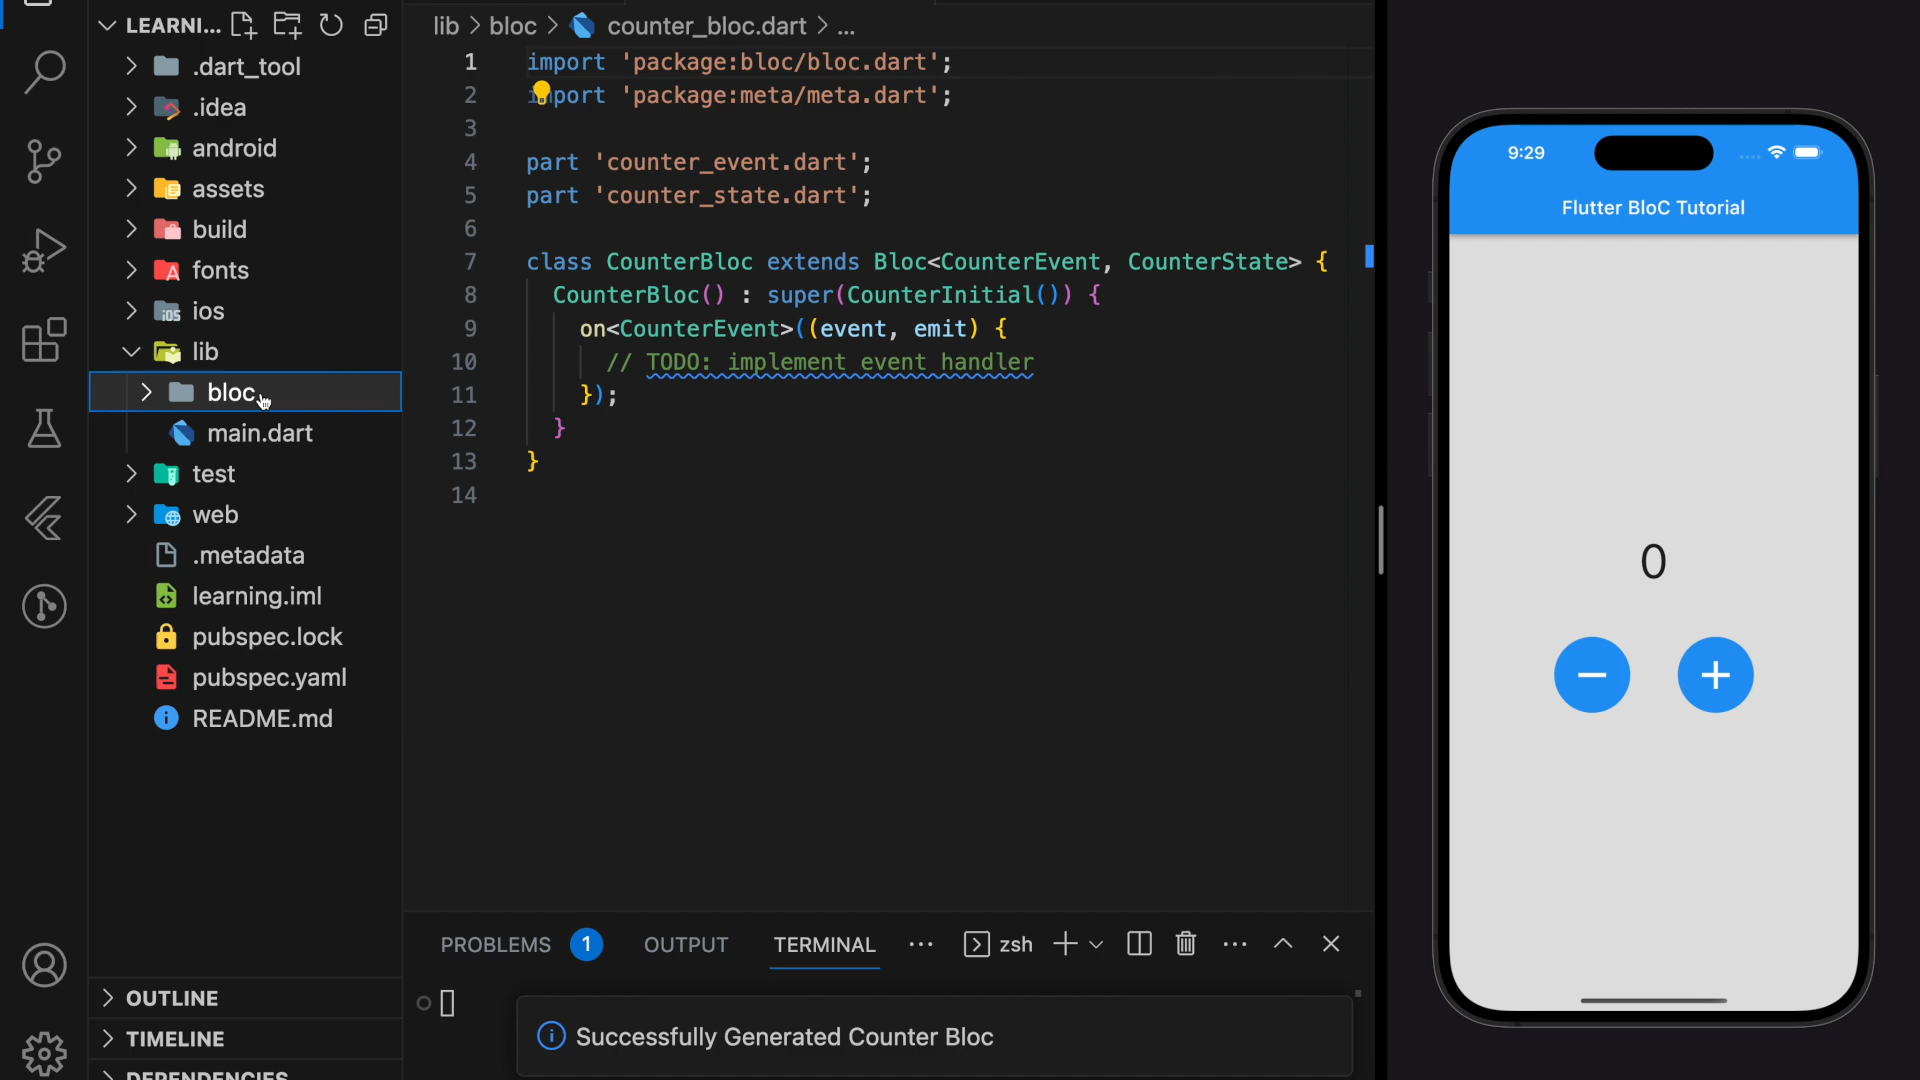 LEARNI...
.dart_tool
.idea
android
assets
build
fonts
ios
lib
bloc
main.dart
test
web
.metadata
learning.iml
pubspec.lock
pubspec.yaml
README.md
OUTLINE
TIMELINE
DEPENDENCIES
lib > bloc > counter_bloc.dart > ...
1 import 'package:bloc/bloc.dart';
2 import 'package:meta/meta.dart';
3
4 part 'counter_event.dart';
5 part 'counter_state.dart';
6
7 class CounterBloc extends Bloc<CounterEvent, CounterState> {
8 CounterBloc() : super(CounterInitial()) {
9 on<CounterEvent>((event, emit) {
10 // TODO: implement event handler
11 });
12 }
13 }
14
PROBLEMS 1 OUTPUT TERMINAL ... zsh
Successfully Generated Counter Bloc
9:29
Flutter BloC Tutorial
0